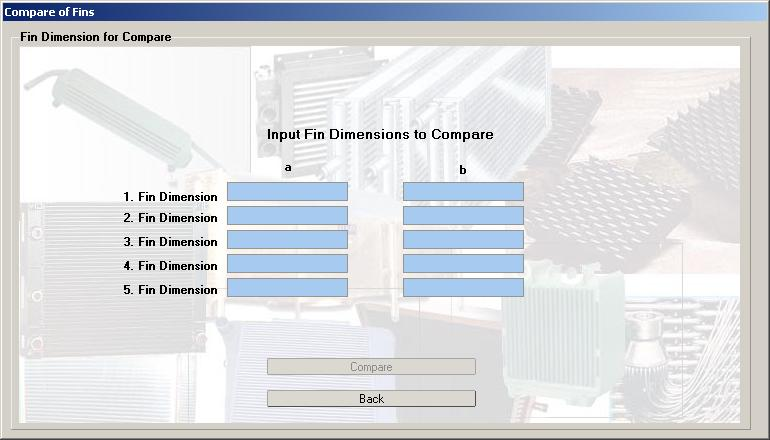 Compare of Fins
Fin Dimension for Compare
Input Fin Dimensions to Compare
a b
1. Fin Dimension
2. Fin Dimension
3. Fin Dimension
4. Fin Dimension
5. Fin Dimension
Compare
Back